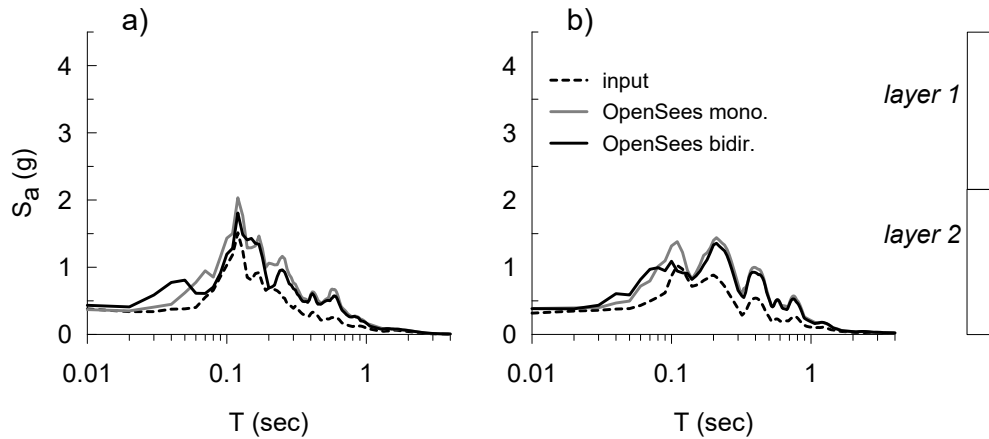 a)
4
3
2
1
0
S_a (g)
0.01
0.1
1
T (sec)
b)
input
OpenSees mono.
OpenSees bidir.
4
3
2
1
0
0.01
0.1
1
T (sec)
layer 1
layer 2